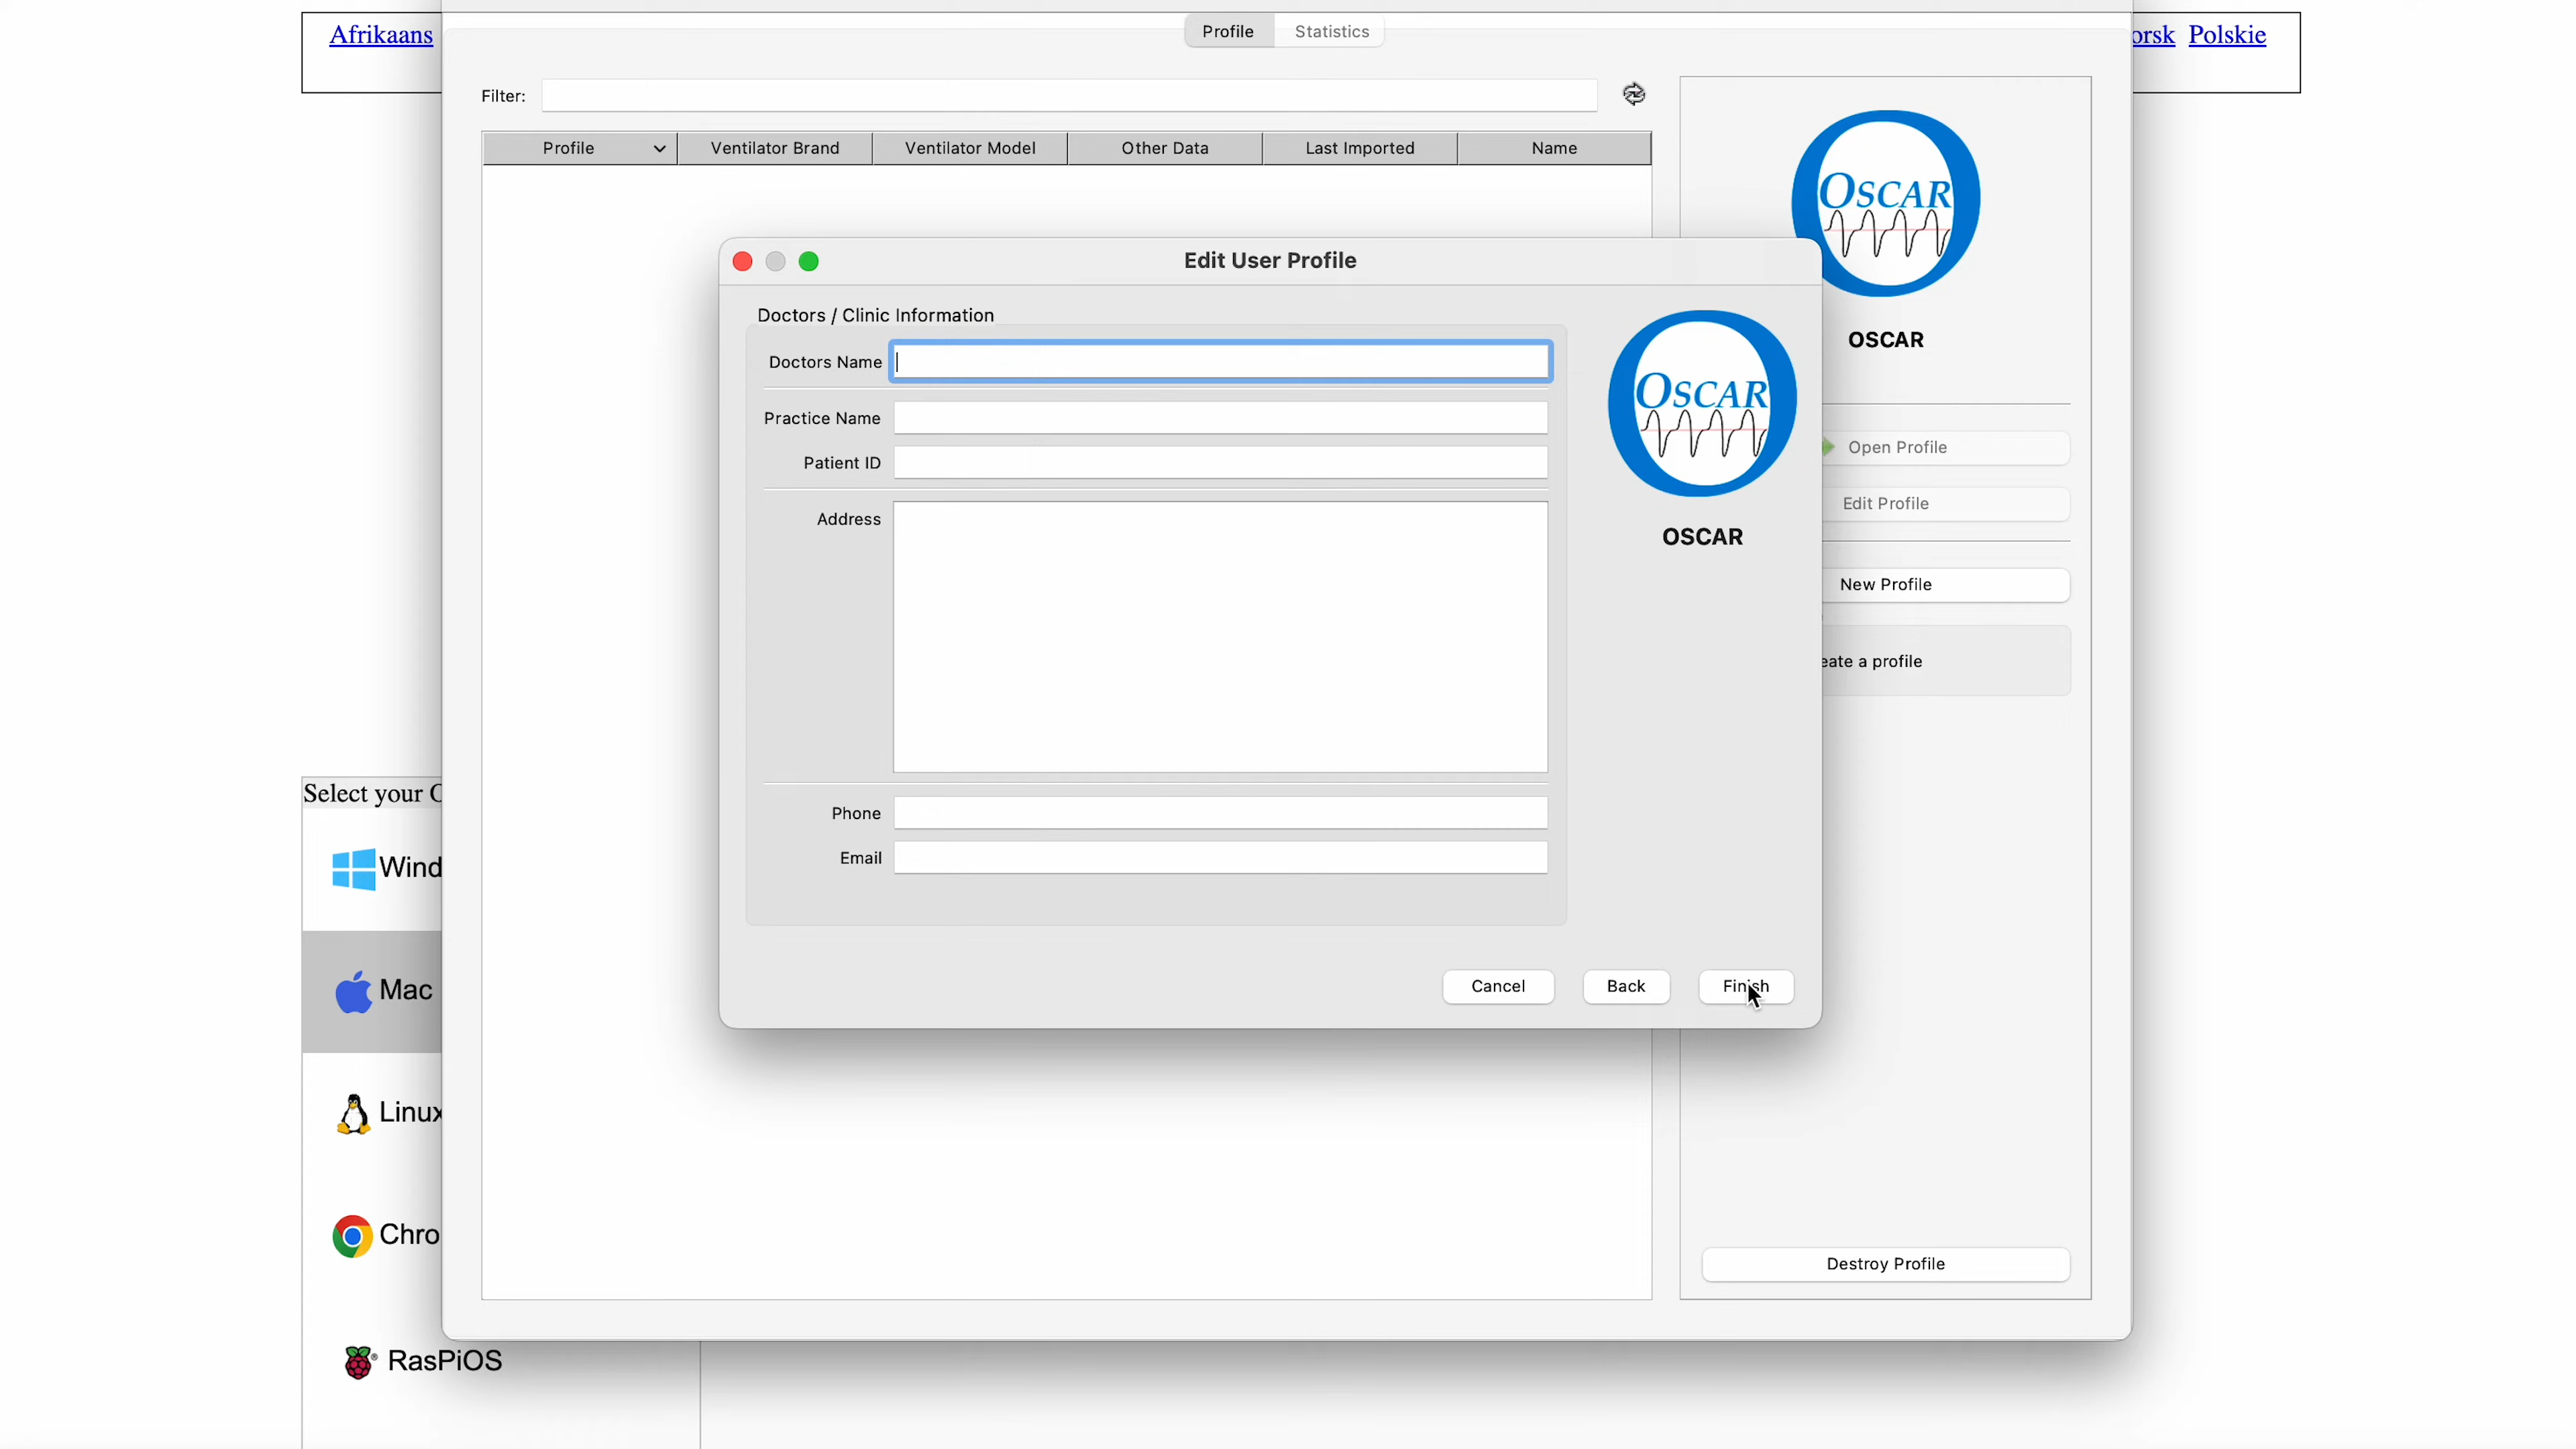 Afrikaans
orsk Polskie
Profile Statistics
Filter:
Profile Ventilator Brand Ventilator Model Other Data Last Imported Name
OSCAR
OSCAR
Open Profile
Edit Profile
New Profile
eate a profile
Destroy Profile
Edit User Profile
Doctors / Clinic Information
Doctors Name
Practice Name
Patient ID
Address
Phone
Email
OSCAR
OSCAR
Cancel Back Finish
Select your
Wind
Mac
Linux
Chro
RasPiOS